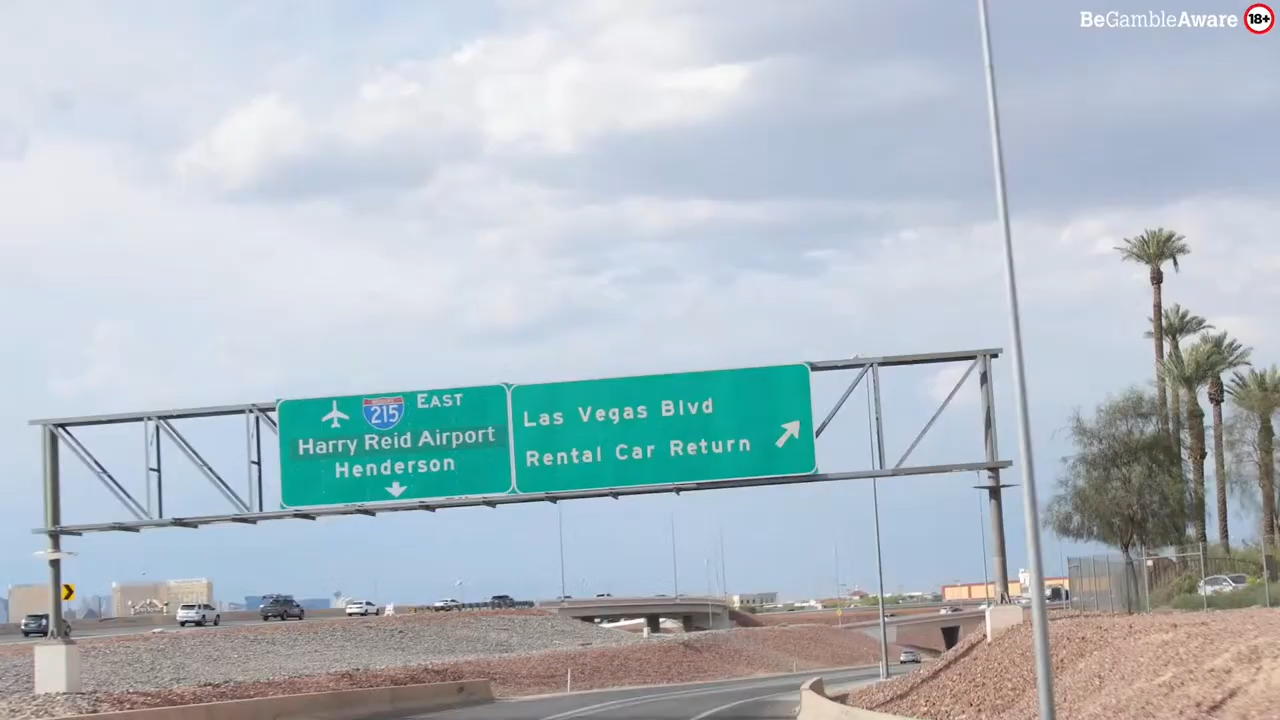 BeGambleAware 18+
215 EAST
Harry Reid Airport
Henderson
Las Vegas Blvd
Rental Car Return